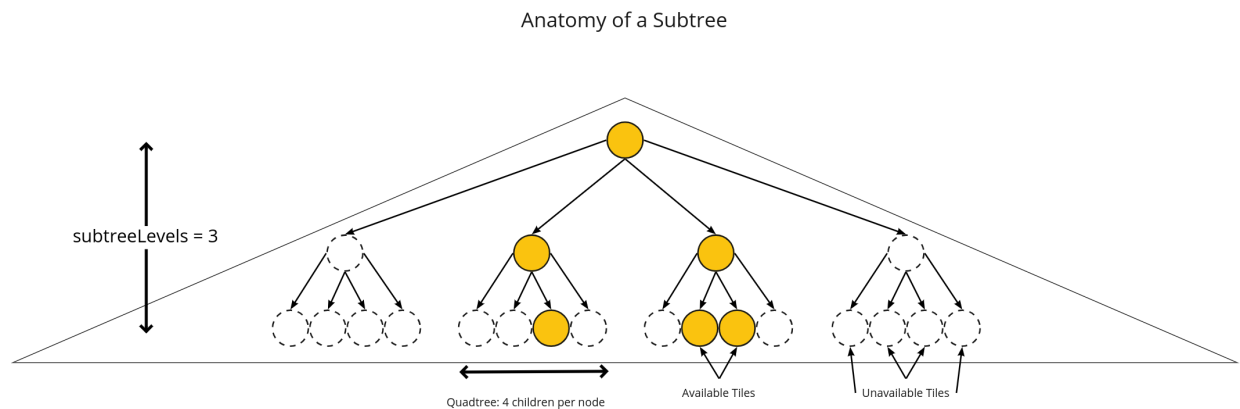 Anatomy of a Subtree
subtreeLevels = 3
Available Tiles
Unavailable Tiles
Quadtree: 4 children per node